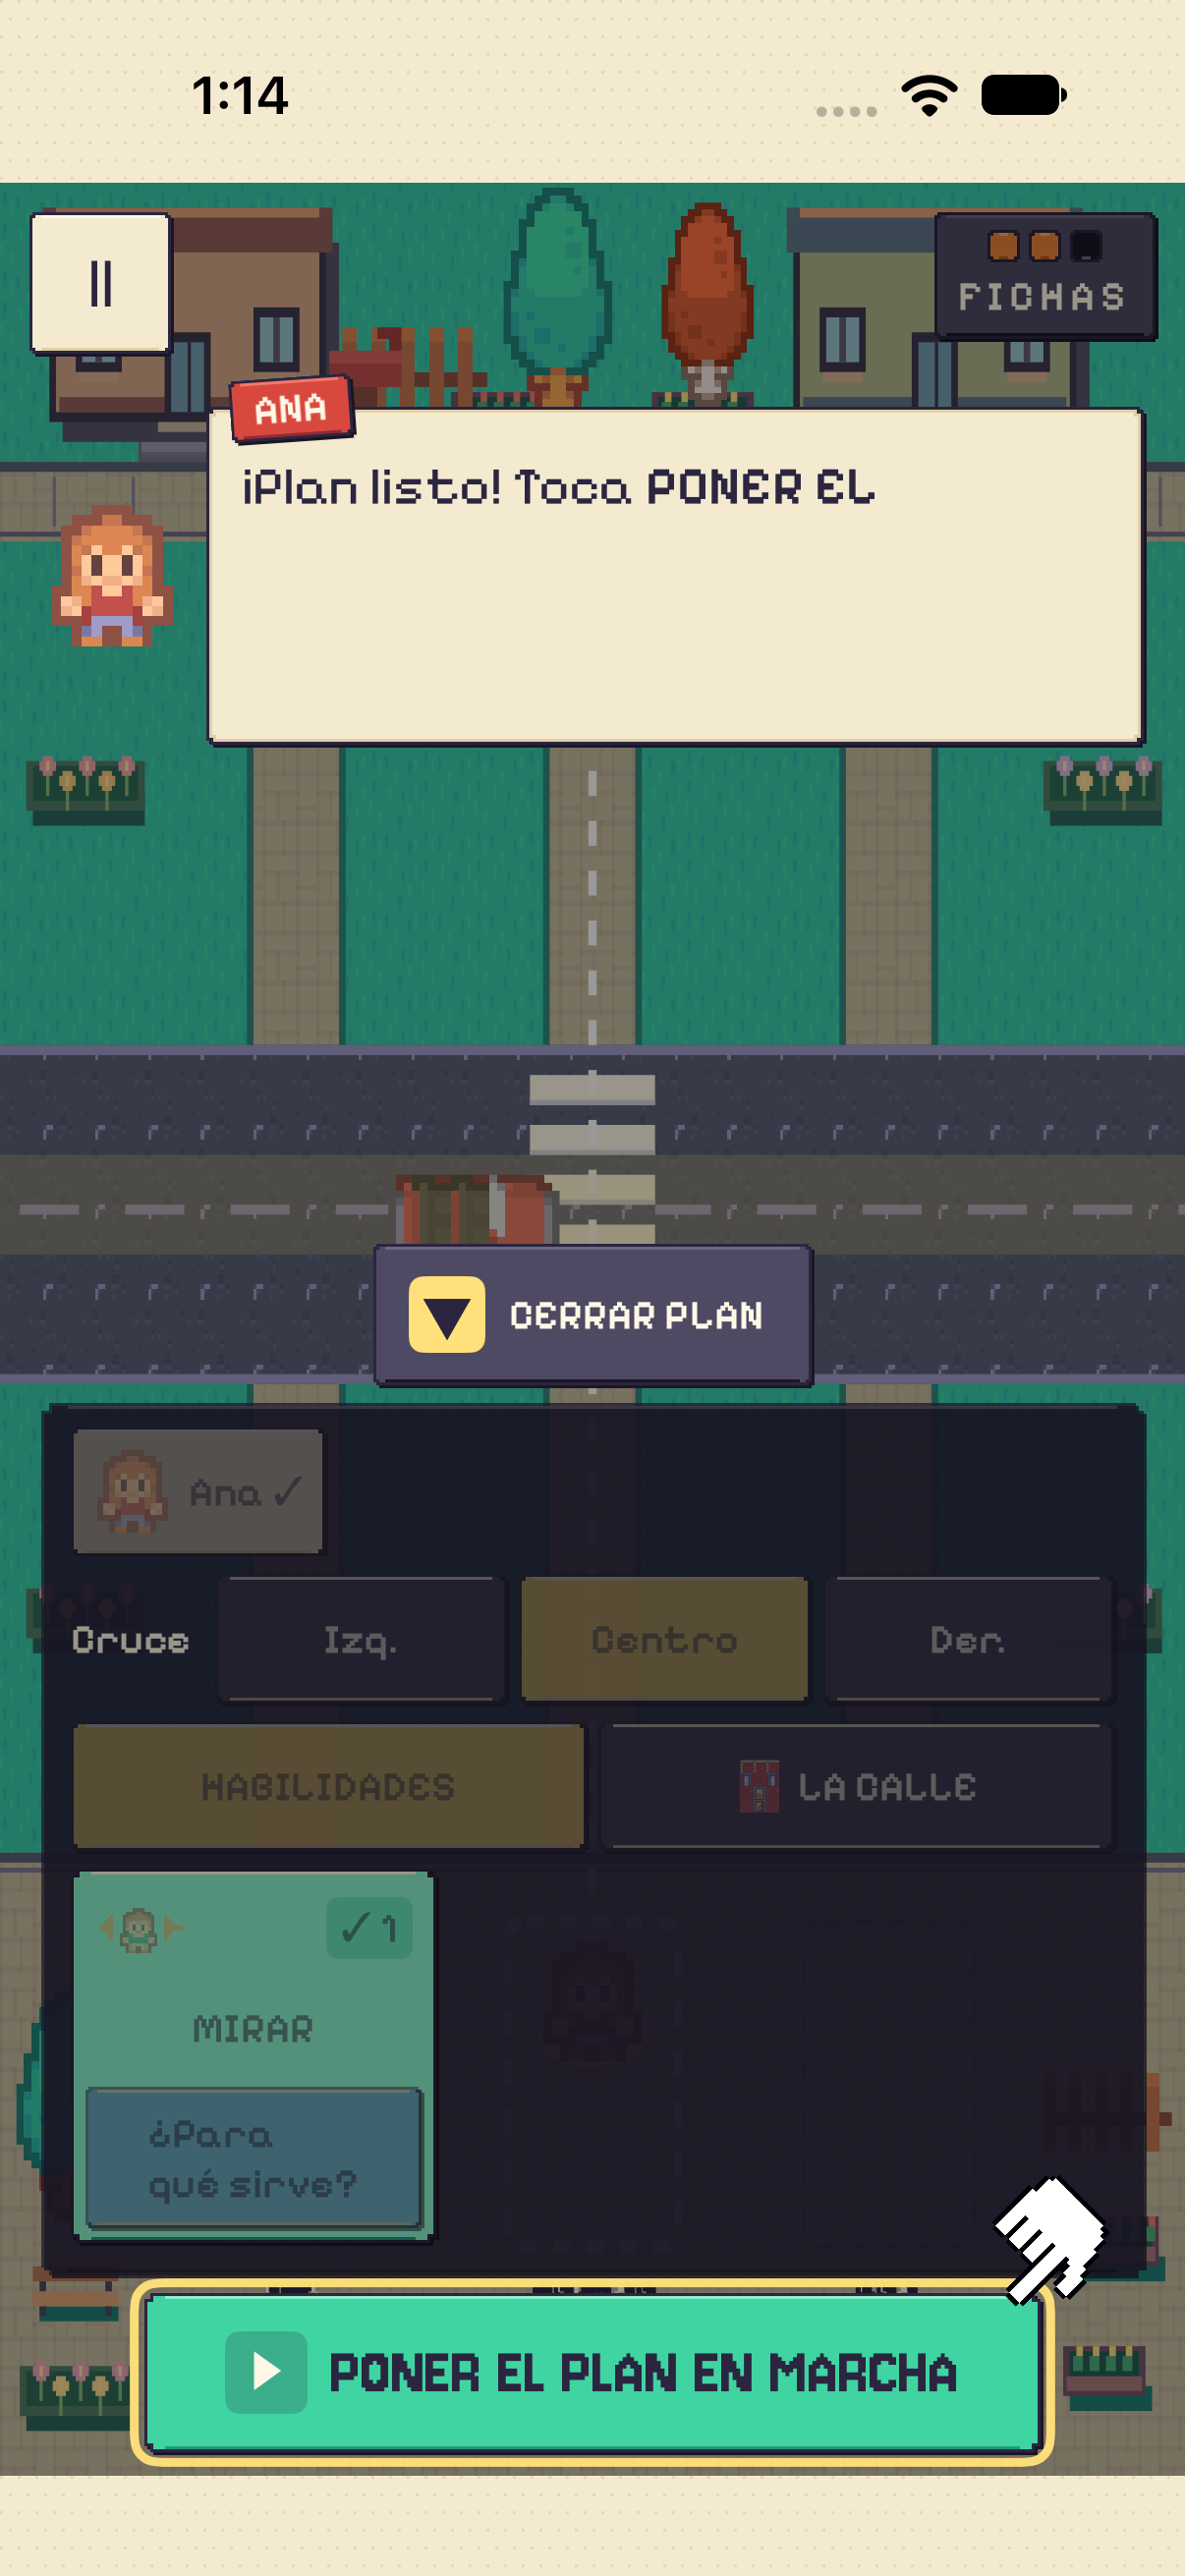 1:14
FICHAS
ANA
¡Plan listo! Toca PONER EL
CERRAR PLAN
Ana ✓
Cruce
Izq.
Centro
Der.
HABILIDADES
LA CALLE
✓ 1
MIRAR
¿Para
qué sirve?
PONER EL PLAN EN MARCHA